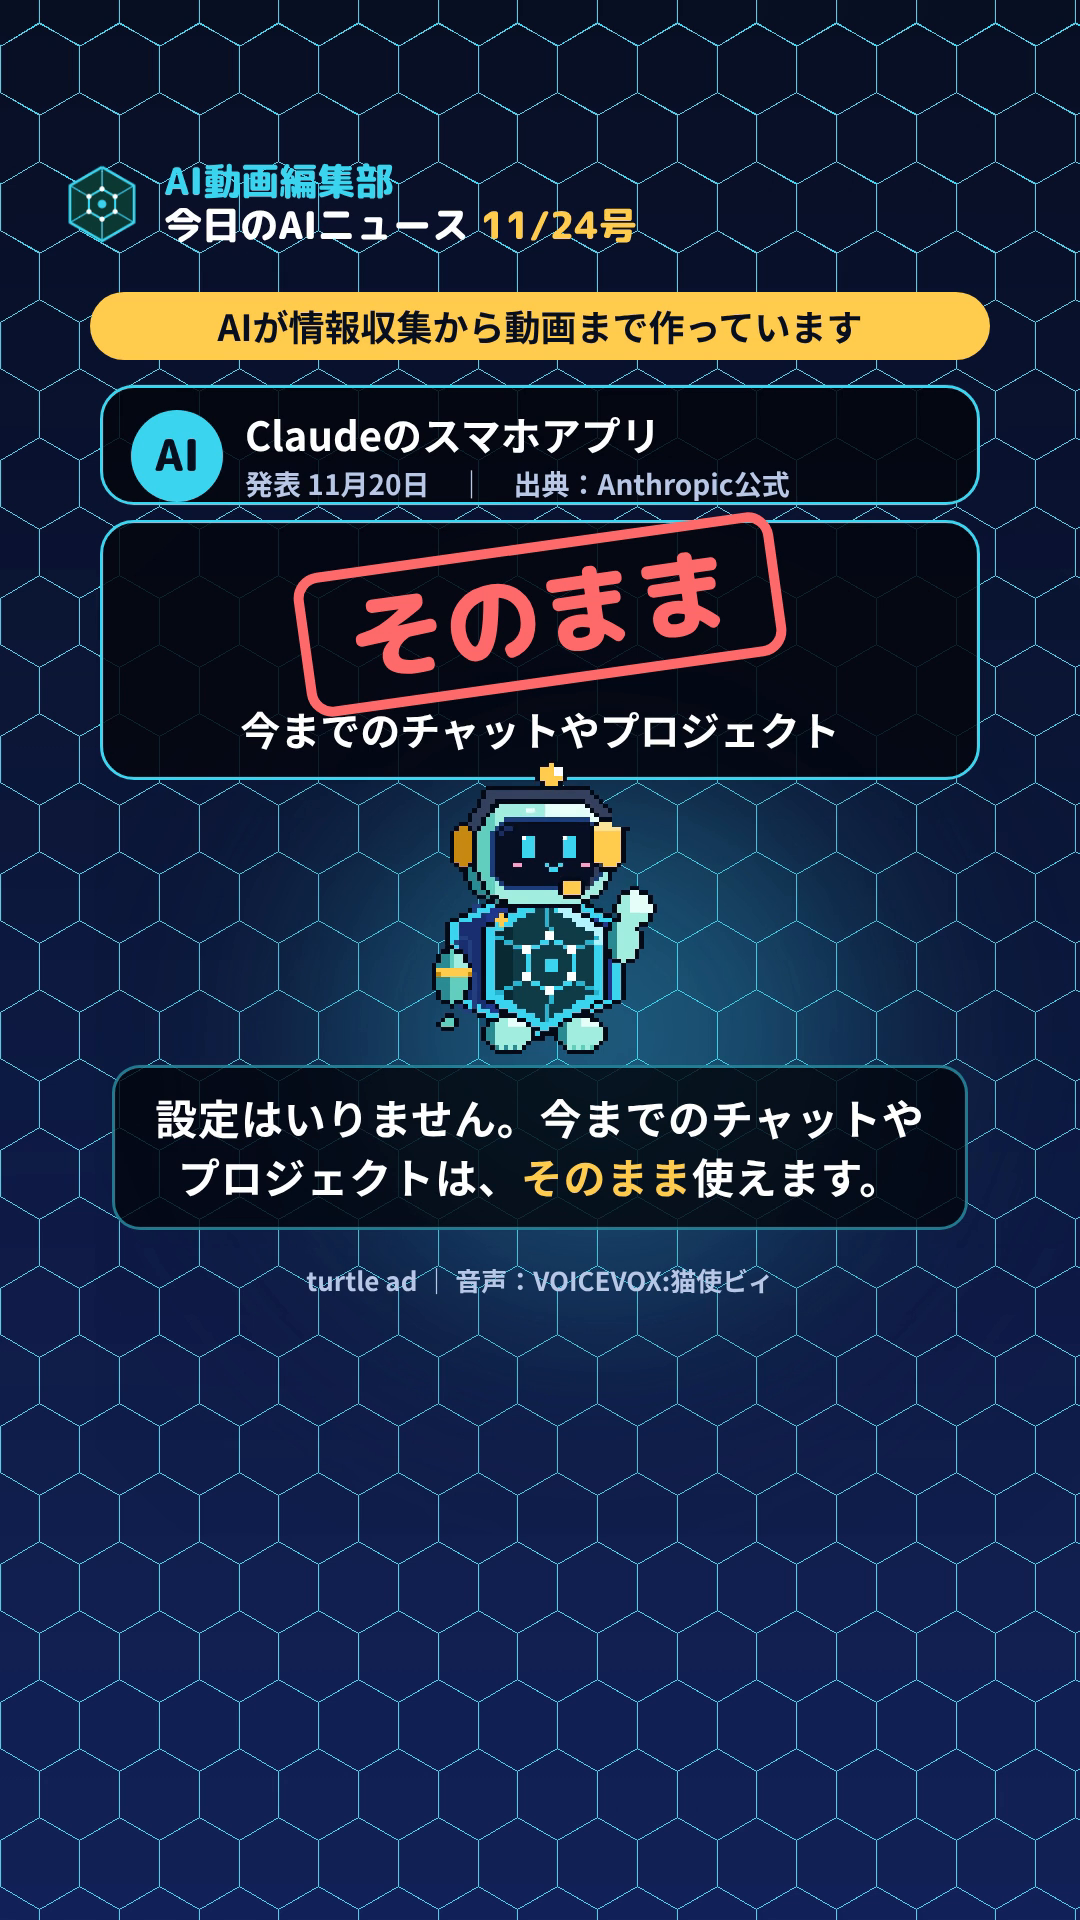 AI動画編集部
今日のAIニュース 11/24号
AIが情報収集から動画まで作っています
AI
Claudeのスマホアプリ
発表 11月20日 ｜ 出典：Anthropic公式
そのまま
今までのチャットやプロジェクト
設定はいりません。今までのチャットや
プロジェクトは、そのまま使えます。
turtle ad ｜ 音声：VOICEVOX:猫使ビィ